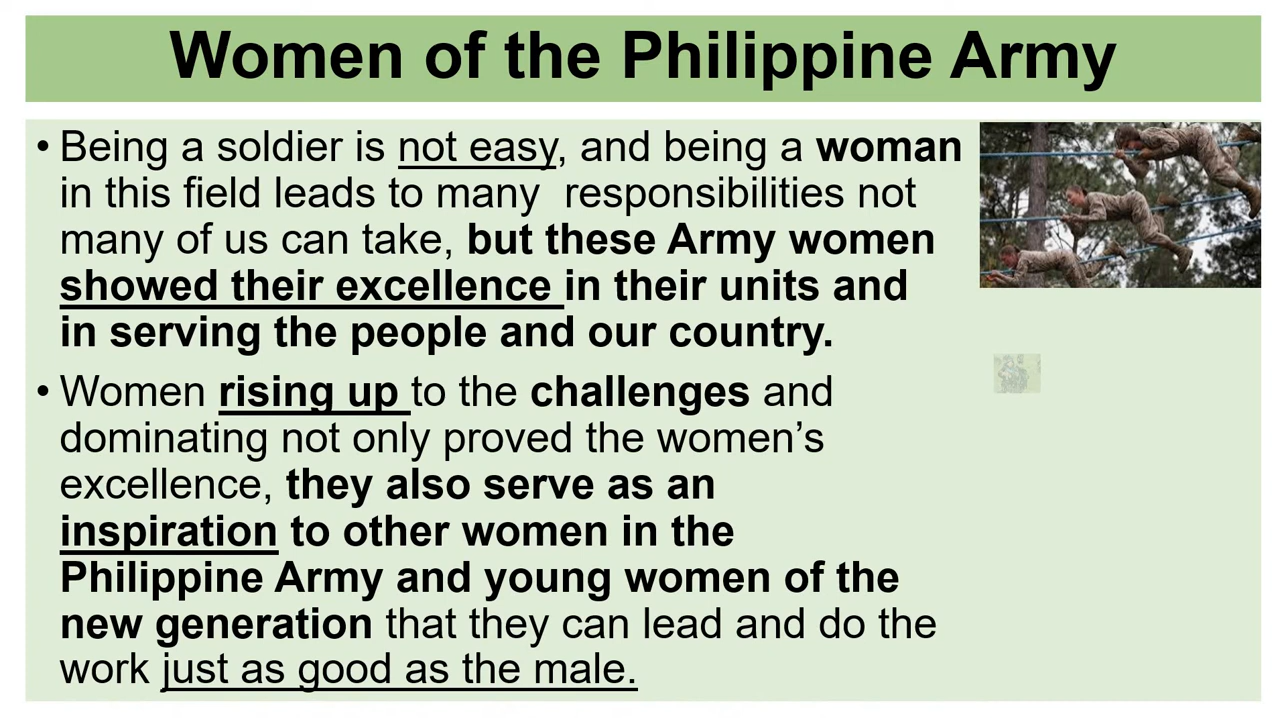 Women of the Philippine Army
• Being a soldier is not easy, and being a woman
in this field leads to many  responsibilities not
many of us can take, but these Army women
showed their excellence in their units and
in serving the people and our country.
• Women rising up to the challenges and
dominating not only proved the women’s
excellence, they also serve as an
inspiration to other women in the
Philippine Army and young women of the
new generation that they can lead and do the
work just as good as the male.